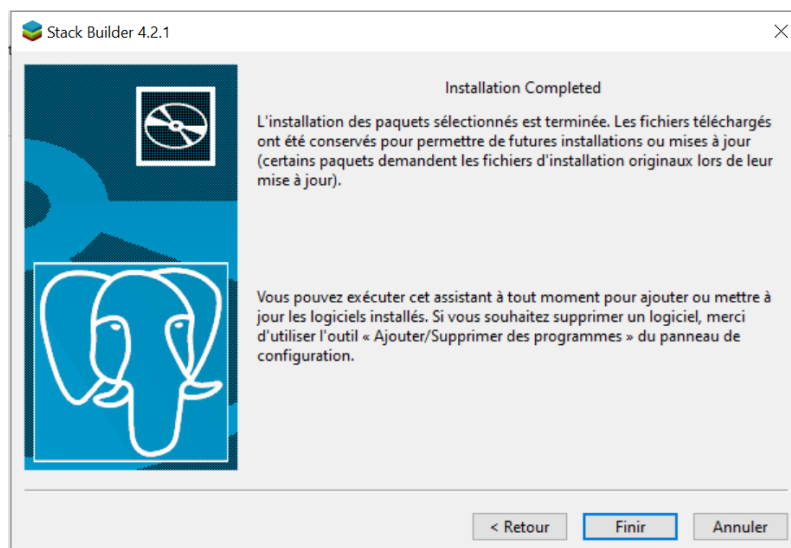 Stack Builder 4.2.1
Installation Completed
L'installation des paquets sélectionnés est terminée. Les fichiers téléchargés
ont été conservés pour permettre de futures installations ou mises à jour
(certains paquets demandent les fichiers d'installation originaux lors de leur
mise à jour).
Vous pouvez exécuter cet assistant à tout moment pour ajouter ou mettre à
jour les logiciels installés. Si vous souhaitez supprimer un logiciel, merci
d'utiliser l'outil « Ajouter/Supprimer des programmes » du panneau de
configuration.
< Retour
Finir
Annuler